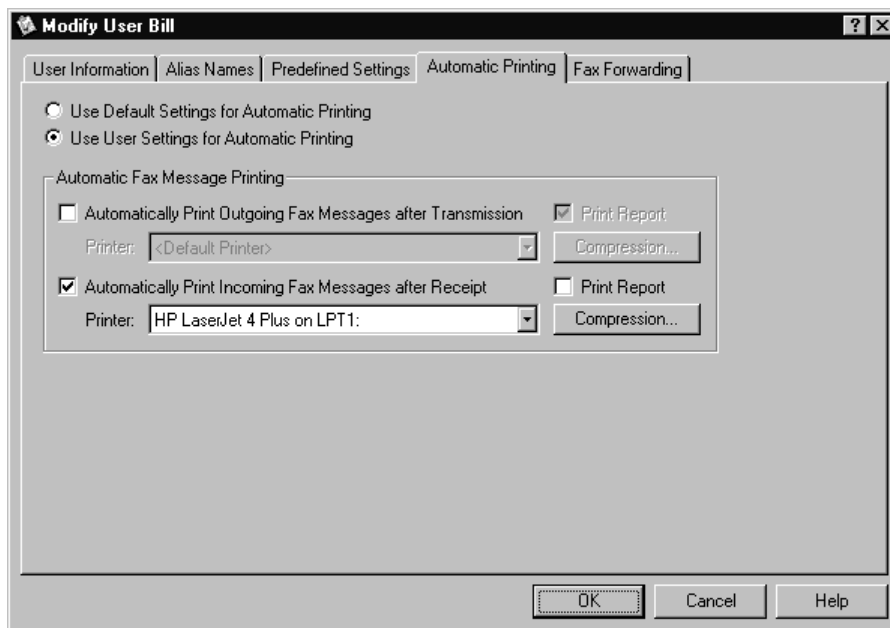 Modify User Bill
User Information Alias Names Predefined Settings Automatic Printing Fax Forwarding
Use Default Settings for Automatic Printing
Use User Settings for Automatic Printing
Automatic Fax Message Printing
Automatically Print Outgoing Fax Messages after Transmission Print Report
Printer: <Default Printer> Compression...
Automatically Print Incoming Fax Messages after Receipt Print Report
Printer: HP LaserJet 4 Plus on LPT1: Compression...
OK Cancel Help